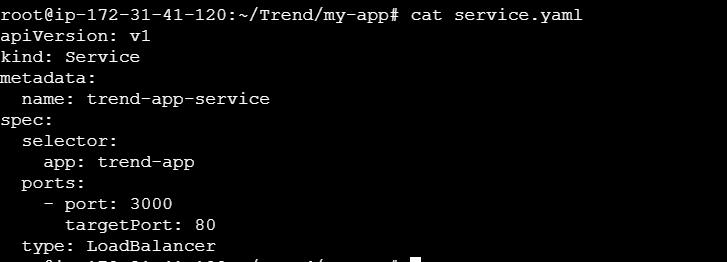 root@ip-172-31-41-120:~/Trend/my-app# cat service.yaml
apiVersion: v1
kind: Service
metadata:
  name: trend-app-service
spec:
  selector:
    app: trend-app
  ports:
    - port: 3000
      targetPort: 80
  type: LoadBalancer